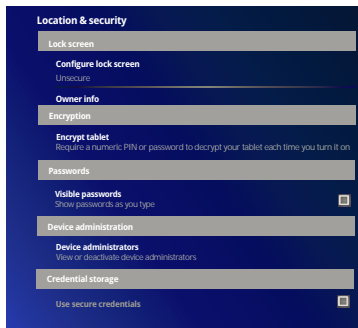 Location & security
Lock screen
Configure lock screen
Unsecure
Owner info
Encryption
Encrypt tablet
Require a numeric PIN or password to decrypt your tablet each time you turn it on
Passwords
Visible passwords
Show passwords as you type
Device administration
Device administrators
View or deactivate device administrators
Credential storage
Use secure credentials